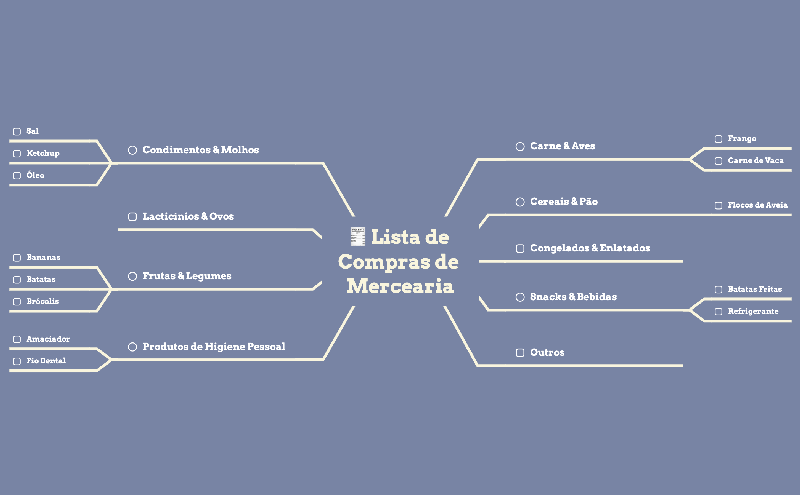 Lista de
Compras de
Mercearia
Condimentos & Molhos
Sal
Ketchup
Óleo
Lacticínios & Ovos
Frutas & Legumes
Bananas
Batatas
Brócolis
Produtos de Higiene Pessoal
Amaciador
Fio Dental
Carne & Aves
Frango
Carne de Vaca
Cereais & Pão
Flocos de Aveia
Congelados & Enlatados
Snacks & Bebidas
Batatas Fritas
Refrigerante
Outros